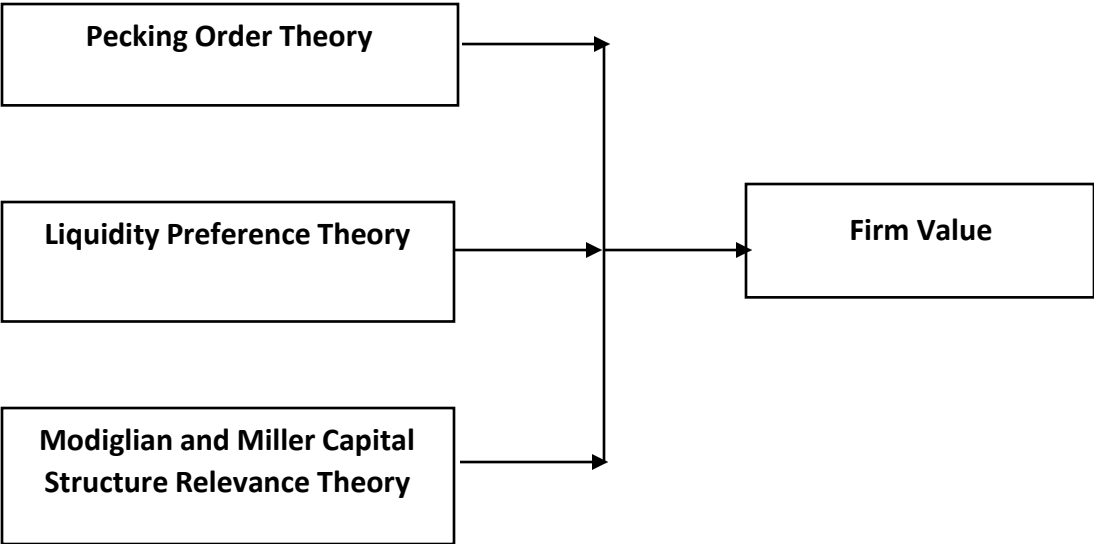 Pecking Order Theory
Liquidity Preference Theory
Firm Value
Modiglian and Miller Capital
Structure Relevance Theory